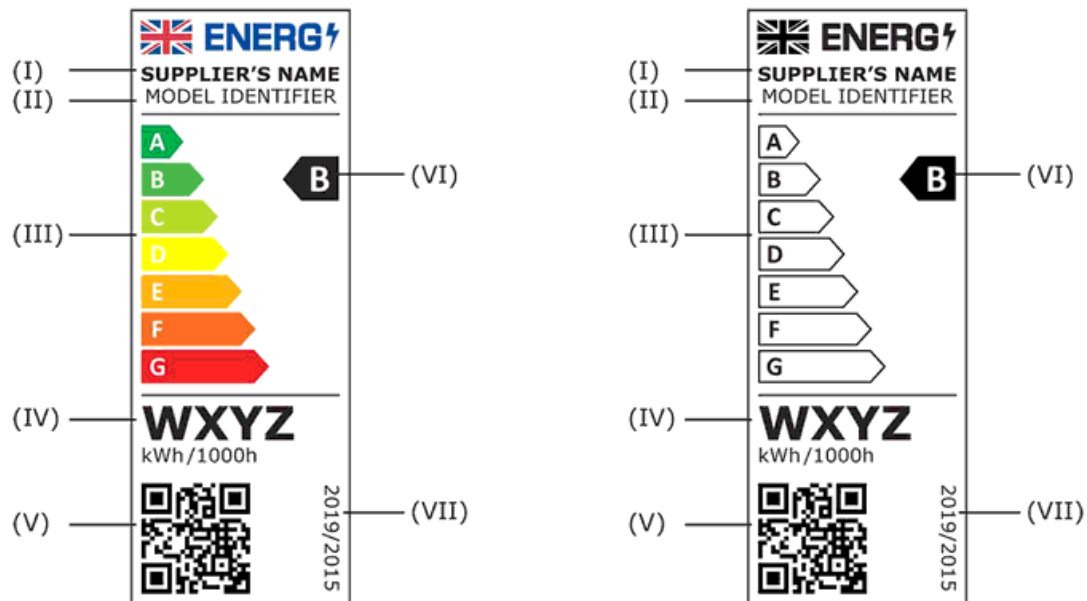 ENERG
(I)
SUPPLIER'S NAME
(II)
MODEL IDENTIFIER
A
B
B
(VI)
C
(III)
D
E
F
G
(IV)
WXYZ
kWh/1000h
(V)
2019/2015
(VII)
ENERG
(I)
SUPPLIER'S NAME
(II)
MODEL IDENTIFIER
A
B
B
(VI)
C
(III)
D
E
F
G
(IV)
WXYZ
kWh/1000h
(V)
2019/2015
(VII)